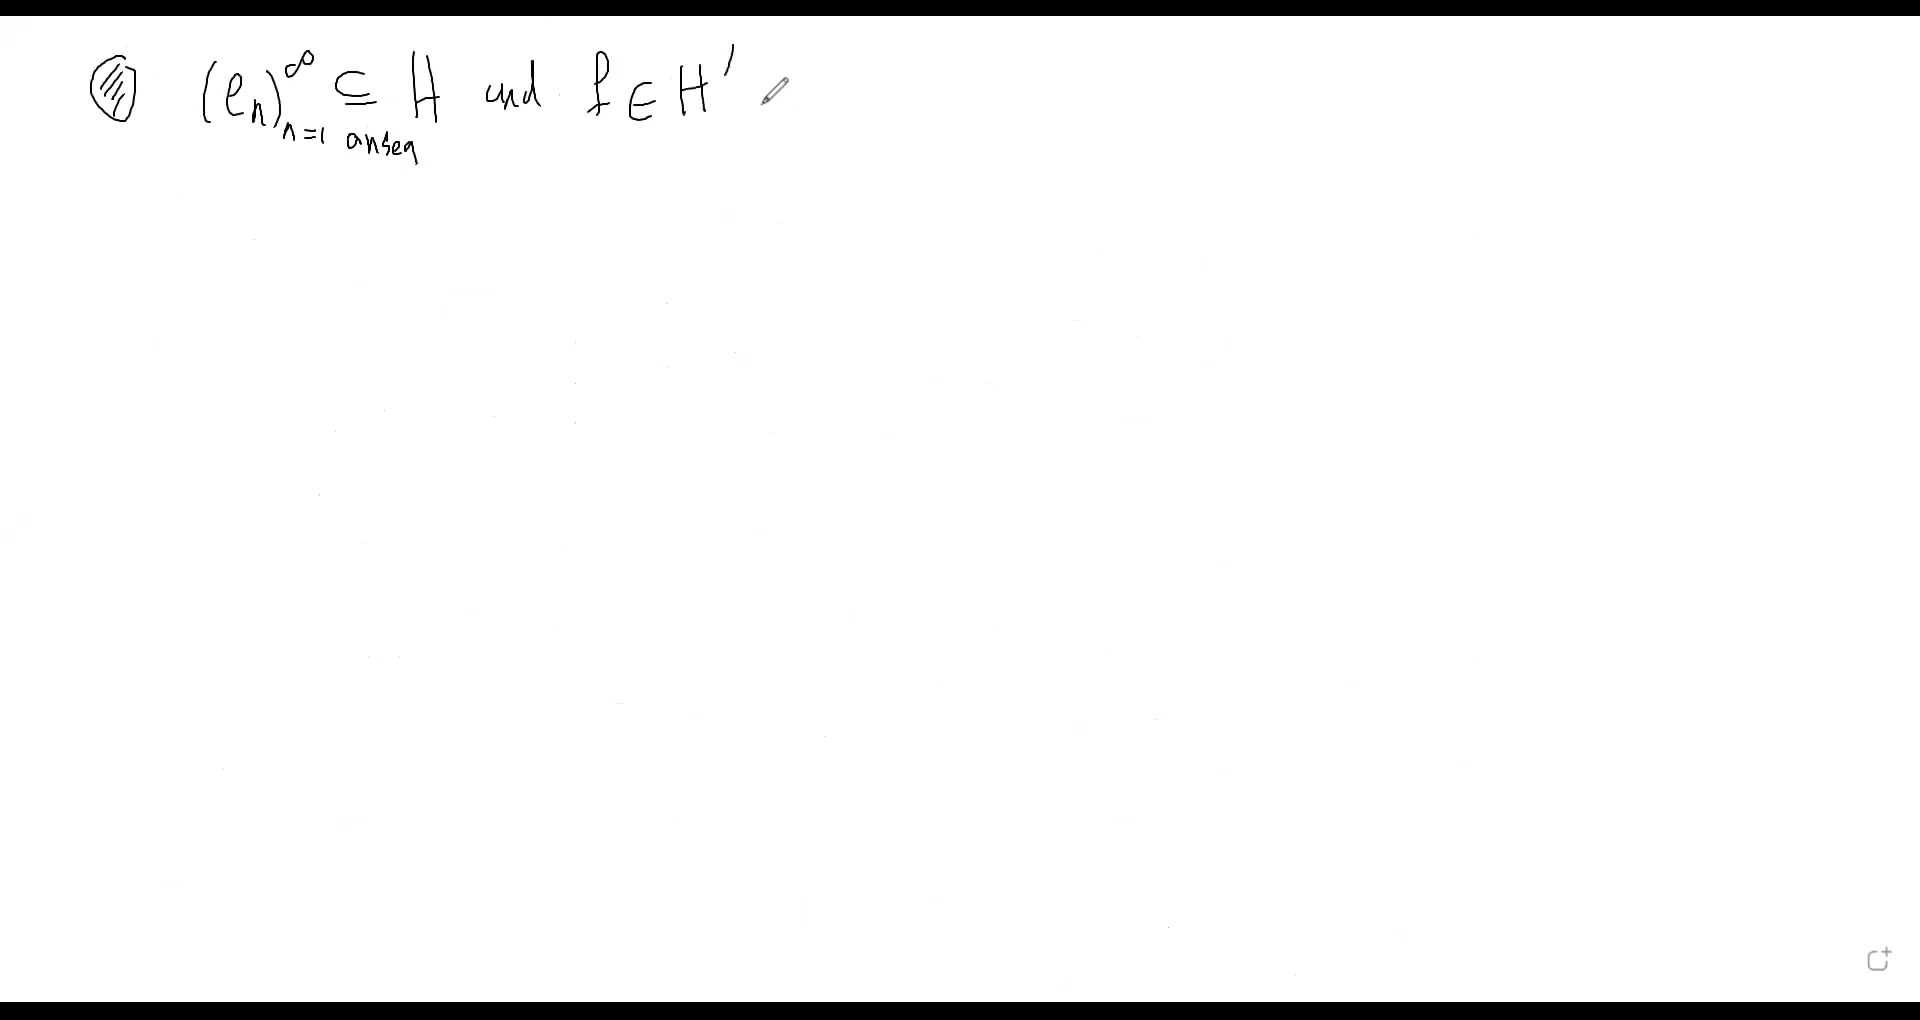 (e_n)_{n=1}^∞ ⊆ H and f ∈ H'
onseq